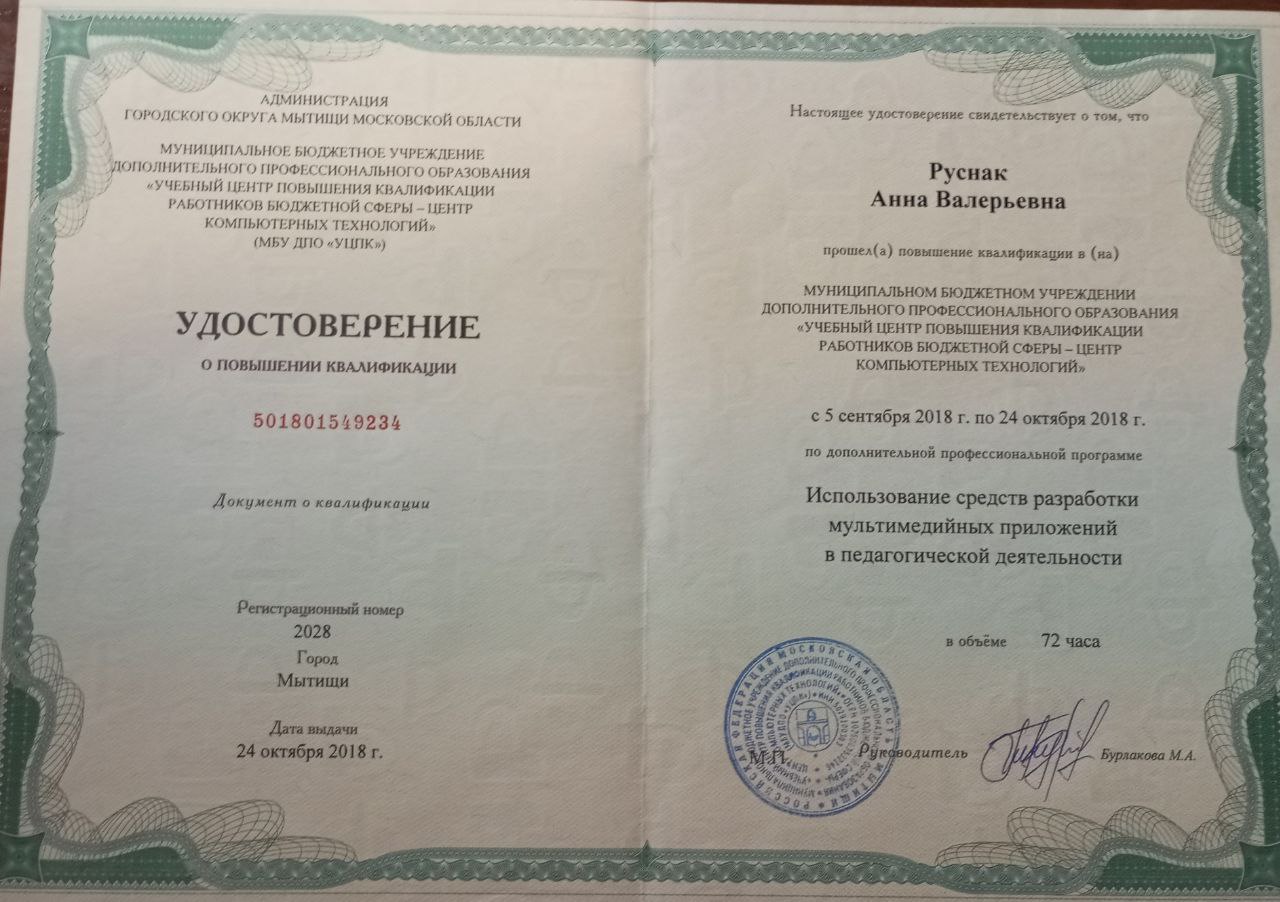 АДМИНИСТРАЦИЯ
ГОРОДСКОГО ОКРУГА МЫТИЩИ МОСКОВСКОЙ ОБЛАСТИ
МУНИЦИПАЛЬНОЕ БЮДЖЕТНОЕ УЧРЕЖДЕНИЕ
ДОПОЛНИТЕЛЬНОГО ПРОФЕССИОНАЛЬНОГО ОБРАЗОВАНИЯ
«УЧЕБНЫЙ ЦЕНТР ПОВЫШЕНИЯ КВАЛИФИКАЦИИ
РАБОТНИКОВ БЮДЖЕТНОЙ СФЕРЫ – ЦЕНТР
КОМПЬЮТЕРНЫХ ТЕХНОЛОГИЙ»
(МБУ ДПО «УЦПК»)
УДОСТОВЕРЕНИЕ
О ПОВЫШЕНИИ КВАЛИФИКАЦИИ
501801549234
Документ о квалификации
Регистрационный номер
2028
Город
Мытищи
Дата выдачи
24 октября 2018 г.
Настоящее удостоверение свидетельствует о том, что
Руснак
Анна Валерьевна
прошел(а) повышение квалификации в (на)
МУНИЦИПАЛЬНОМ БЮДЖЕТНОМ УЧРЕЖДЕНИИ
ДОПОЛНИТЕЛЬНОГО ПРОФЕССИОНАЛЬНОГО ОБРАЗОВАНИЯ
«УЧЕБНЫЙ ЦЕНТР ПОВЫШЕНИЯ КВАЛИФИКАЦИИ
РАБОТНИКОВ БЮДЖЕТНОЙ СФЕРЫ – ЦЕНТР
КОМПЬЮТЕРНЫХ ТЕХНОЛОГИЙ»
с 5 сентября 2018 г. по 24 октября 2018 г.
по дополнительной профессиональной программе
Использование средств разработки
мультимедийных приложений
в педагогической деятельности
в объёме 72 часа
М.П. Руководитель Бурлакова М.А.
РОССИЙСКАЯ ФЕДЕРАЦИЯ МОСКОВСКАЯ ОБЛАСТЬ Г. МЫТИЩИ